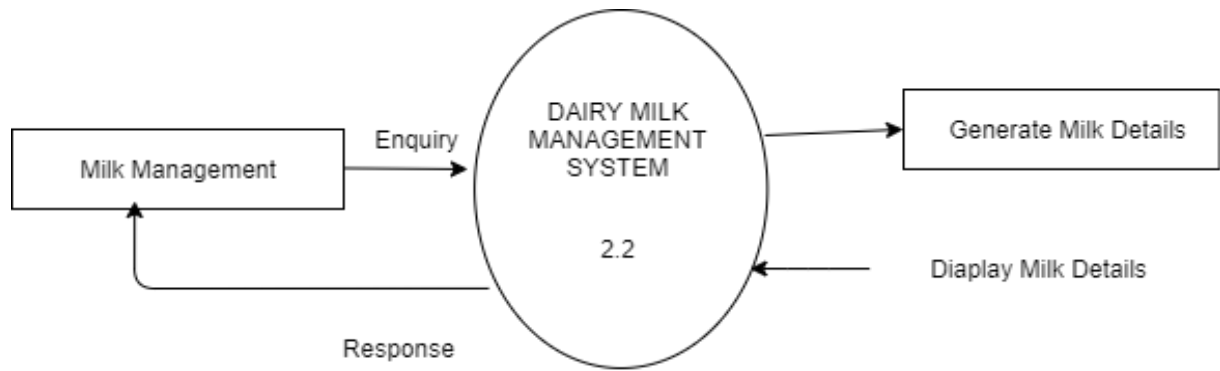 Milk Management
Enquiry
DAIRY MILK
MANAGEMENT
SYSTEM
2.2
Generate Milk Details
Diaplay Milk Details
Response